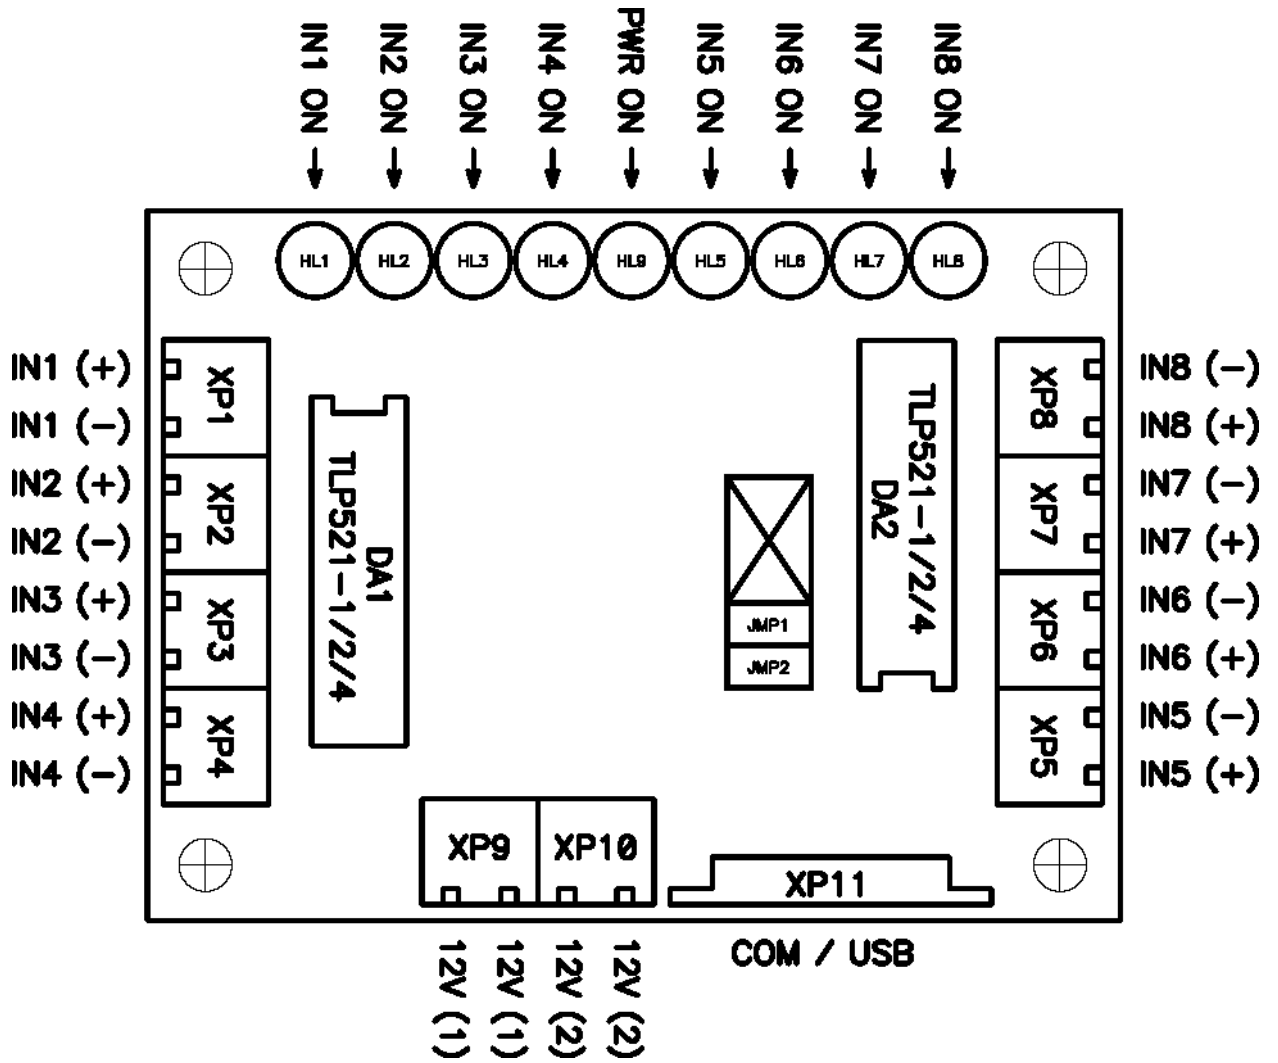 IN1 ON
IN2 ON
IN3 ON
IN4 ON
PWR ON
IN5 ON
IN6 ON
IN7 ON
IN8 ON
HL1
HL2
HL3
HL4
HL9
HL5
HL6
HL7
HL8
IN1 (+)
IN1 (-)
IN2 (+)
IN2 (-)
IN3 (+)
IN3 (-)
IN4 (+)
IN4 (-)
XP1
XP2
XP3
XP4
DA1
TLP521-1/2/4
JMP1
JMP2
TLP521-1/2/4
DA2
XP8
XP7
XP6
XP5
IN8 (-)
IN8 (+)
IN7 (-)
IN7 (+)
IN6 (-)
IN6 (+)
IN5 (-)
IN5 (+)
XP9
XP10
XP11
12V (1)
12V (1)
12V (2)
12V (2)
COM / USB